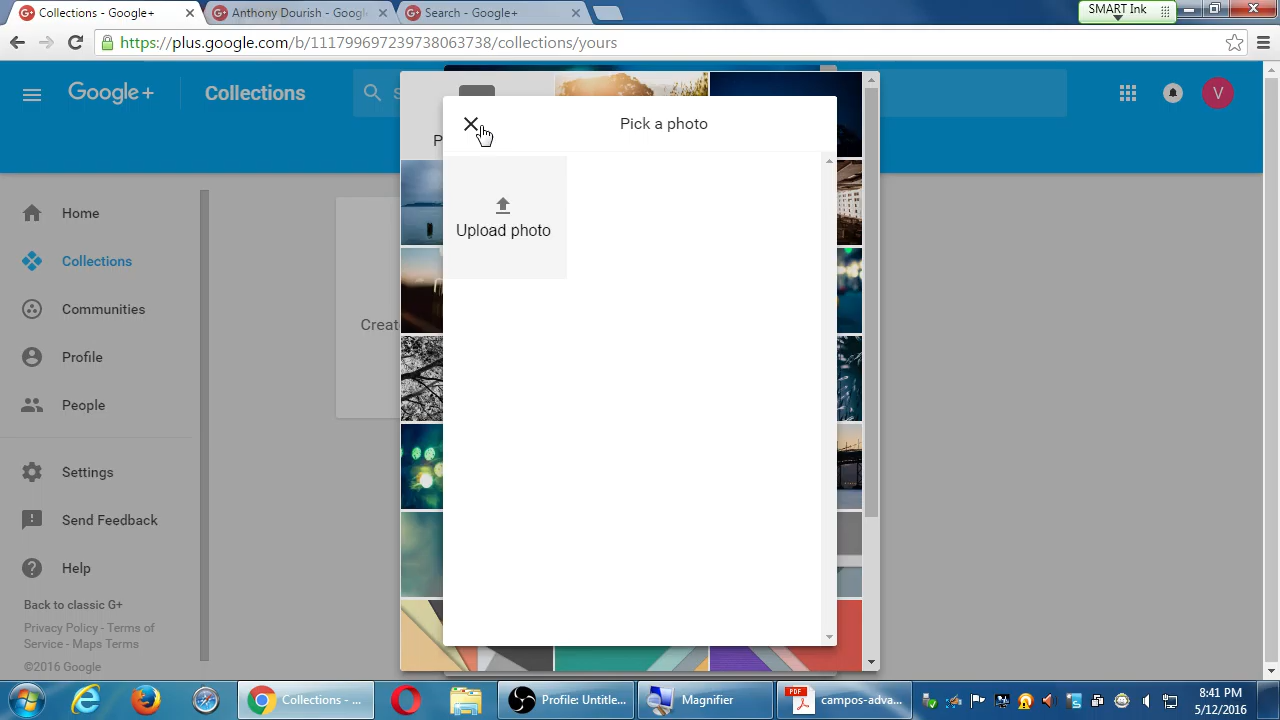 Collections - Google+
Anthony Dourish - Goog
Search - Google+
SMART Ink
https://plus.google.com/b/111799697239738063738/collections/yours
Google+
Collections
S
V
Pick a photo
P
Upload photo
Home
Collections
Communities
Profile
People
Creat
Settings
Send Feedback
Help
Back to classic G+
Privacy Policy - Terms of
Service - Maps Terms
©2016 Google
Collections - ...
Profile: Untitle...
Magnifier
PDF
campos-adva...
8:41 PM
5/12/2016